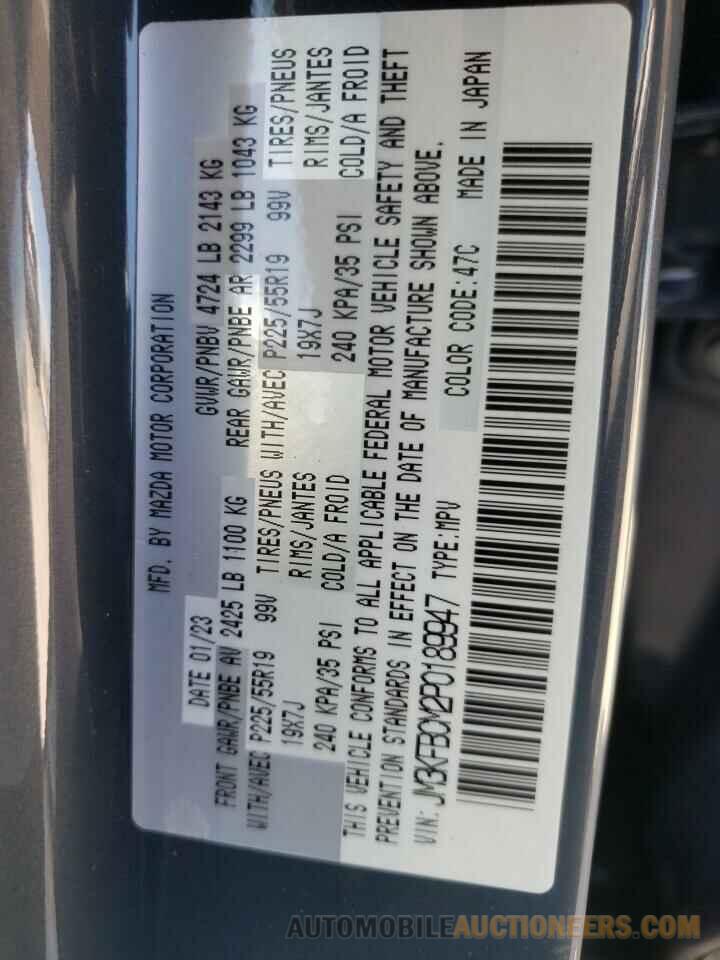 MFD. BY MAZDA MOTOR CORPORATION
DATE 01/23 GVWR/PNBV 4724 LB 2143 KG
FRONT GAWR/PNBE AV 2425 LB 1100 KG REAR GAWR/PNBE AR 2299 LB 1043 KG
WITH/AVEC P225/55R19 99V TIRES/PNEUS WITH/AVEC P225/55R19 99V TIRES/PNEUS
19X7J RIMS/JANTES 19X7J RIMS/JANTES
240 KPA/35 PSI COLD/A FROID 240 KPA/35 PSI COLD/A FROID
THIS VEHICLE CONFORMS TO ALL APPLICABLE FEDERAL MOTOR VEHICLE SAFETY AND THEFT
PREVENTION STANDARDS IN EFFECT ON THE DATE OF MANUFACTURE SHOWN ABOVE.
VIN: JM3KFBCM2P0189947 TYPE:MPV COLOR CODE:47C MADE IN JAPAN
AUTOMOBILEAUCTIONEERS.COM